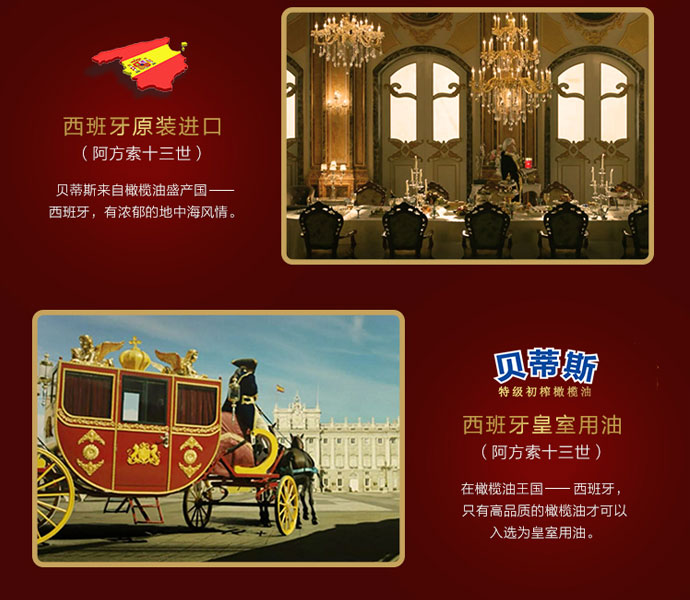 西班牙原装进口
（阿方索十三世）
贝蒂斯来自橄榄油盛产国——
西班牙，有浓郁的地中海风情。
贝蒂斯
特级初榨橄榄油
西班牙皇室用油
（阿方索十三世）
在橄榄油王国——西班牙，
只有高品质的橄榄油才可以
入选为皇室用油。